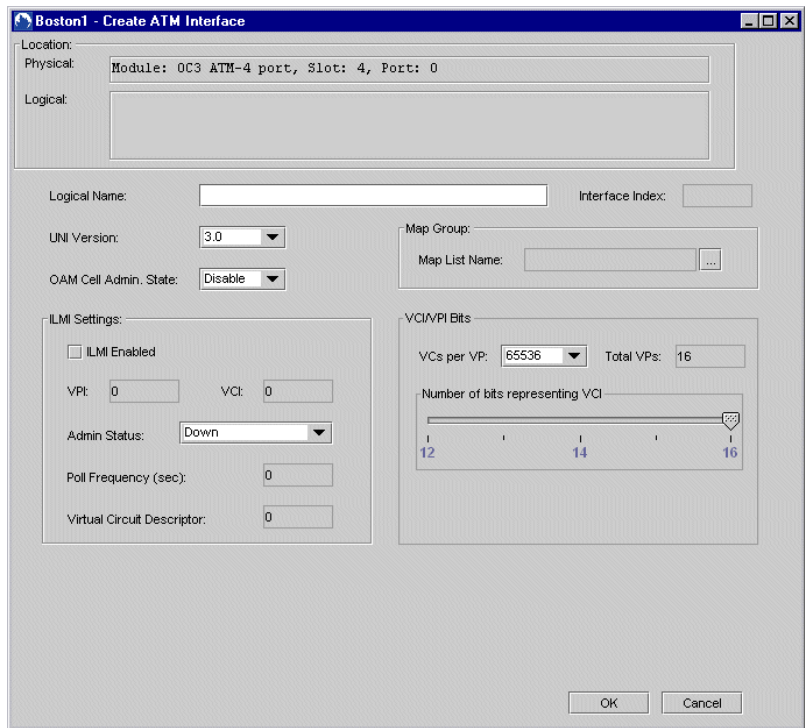 Boston1 - Create ATM Interface
Location:
Physical: Module: OC3 ATM-4 port, Slot: 4, Port: 0
Logical:
Logical Name: Interface Index:
UNI Version: 3.0
Map Group:
Map List Name: ...
OAM Cell Admin. State: Disable
ILMI Settings:
ILMI Enabled
VPI: 0 VCI: 0
Admin Status: Down
Poll Frequency (sec): 0
Virtual Circuit Descriptor: 0
VCI/VPI Bits
VCs per VP: 65536 Total VPs: 16
Number of bits representing VCI
12 14 16
OK Cancel